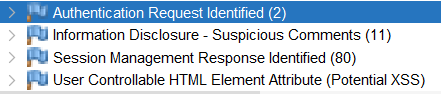 Authentication Request Identified (2)
Information Disclosure - Suspicious Comments (11)
Session Management Response Identified (80)
User Controllable HTML Element Attribute (Potential XSS)